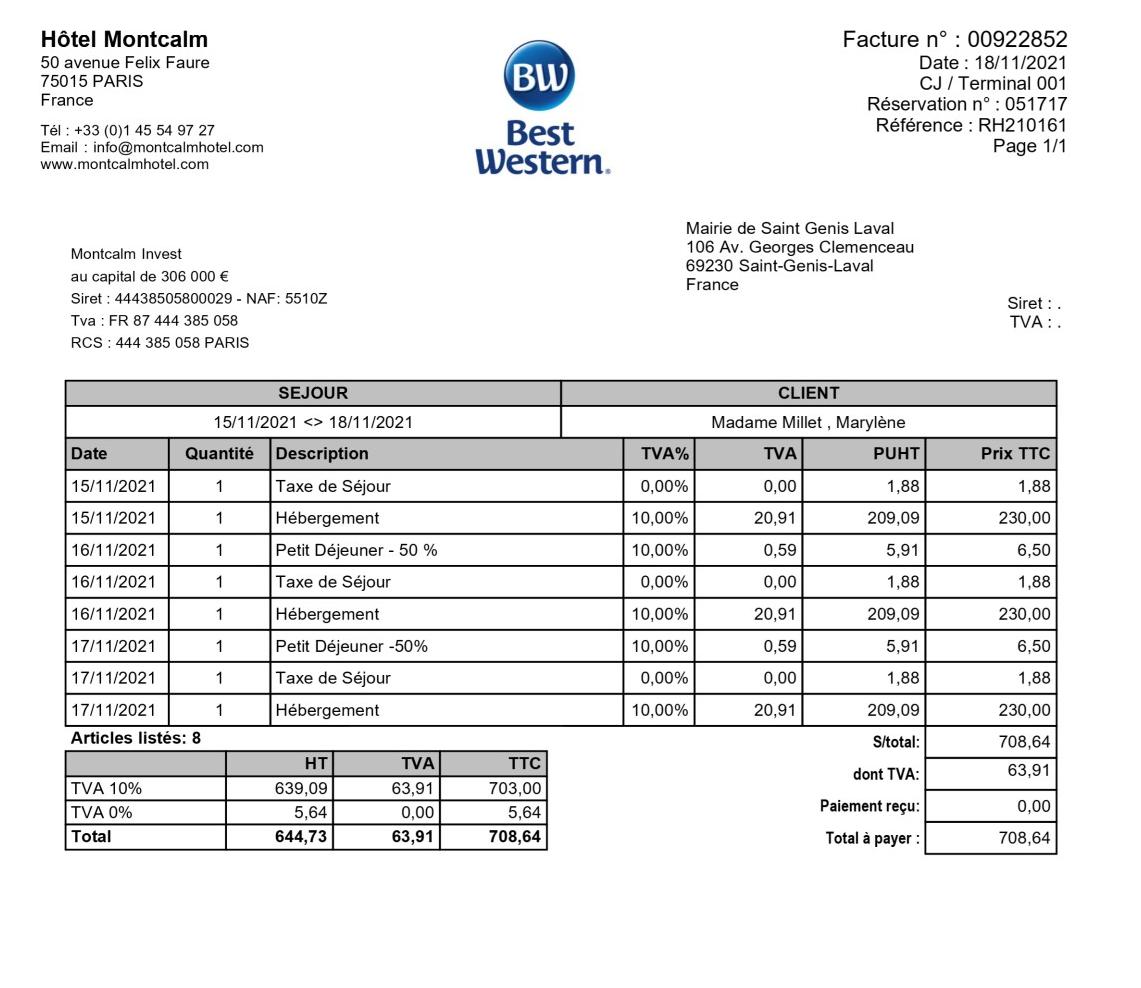 Hôtel Montcalm
50 avenue Felix Faure
75015 PARIS
France
Tél : +33 (0)1 45 54 97 27
Email : info@montcalmhotel.com
www.montcalmhotel.com
BW
Best
Western®
Facture n° : 00922852
Date : 18/11/2021
CJ / Terminal 001
Réservation n° : 051717
Référence : RH210161
Page 1/1
Montcalm Invest
au capital de 306 000 €
Siret : 44438505800029 - NAF: 5510Z
Tva : FR 87 444 385 058
RCS : 444 385 058 PARIS
Mairie de Saint Genis Laval
106 Av. Georges Clemenceau
69230 Saint-Genis-Laval
France
Siret : .
TVA : .
SEJOUR CLIENT
15/11/2021 <> 18/11/2021 Madame Millet , Marylène
Date Quantité Description TVA% TVA PUHT Prix TTC
15/11/2021 1 Taxe de Séjour 0,00% 0,00 1,88 1,88
15/11/2021 1 Hébergement 10,00% 20,91 209,09 230,00
16/11/2021 1 Petit Déjeuner - 50 % 10,00% 0,59 5,91 6,50
16/11/2021 1 Taxe de Séjour 0,00% 0,00 1,88 1,88
16/11/2021 1 Hébergement 10,00% 20,91 209,09 230,00
17/11/2021 1 Petit Déjeuner -50% 10,00% 0,59 5,91 6,50
17/11/2021 1 Taxe de Séjour 0,00% 0,00 1,88 1,88
17/11/2021 1 Hébergement 10,00% 20,91 209,09 230,00
Articles listés: 8
HT TVA TTC
TVA 10% 639,09 63,91 703,00
TVA 0% 5,64 0,00 5,64
Total 644,73 63,91 708,64
S/total: 708,64
dont TVA: 63,91
Paiement reçu: 0,00
Total à payer : 708,64